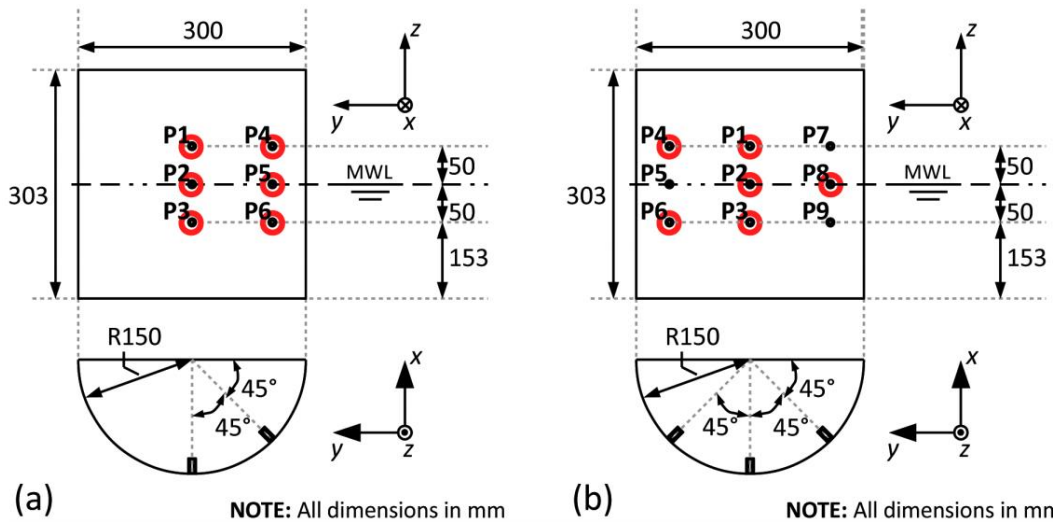 300
z
y
x
P1
P4
P2
P5
MWL
P3
P6
50
50
303
153
R150
45°
45°
x
y
z
(a)
NOTE: All dimensions in mm
300
z
y
x
P4
P1
P7
P5
P2
P8
MWL
P6
P3
P9
50
50
303
153
R150
45°
45°
45°
x
y
z
(b)
NOTE: All dimensions in mm